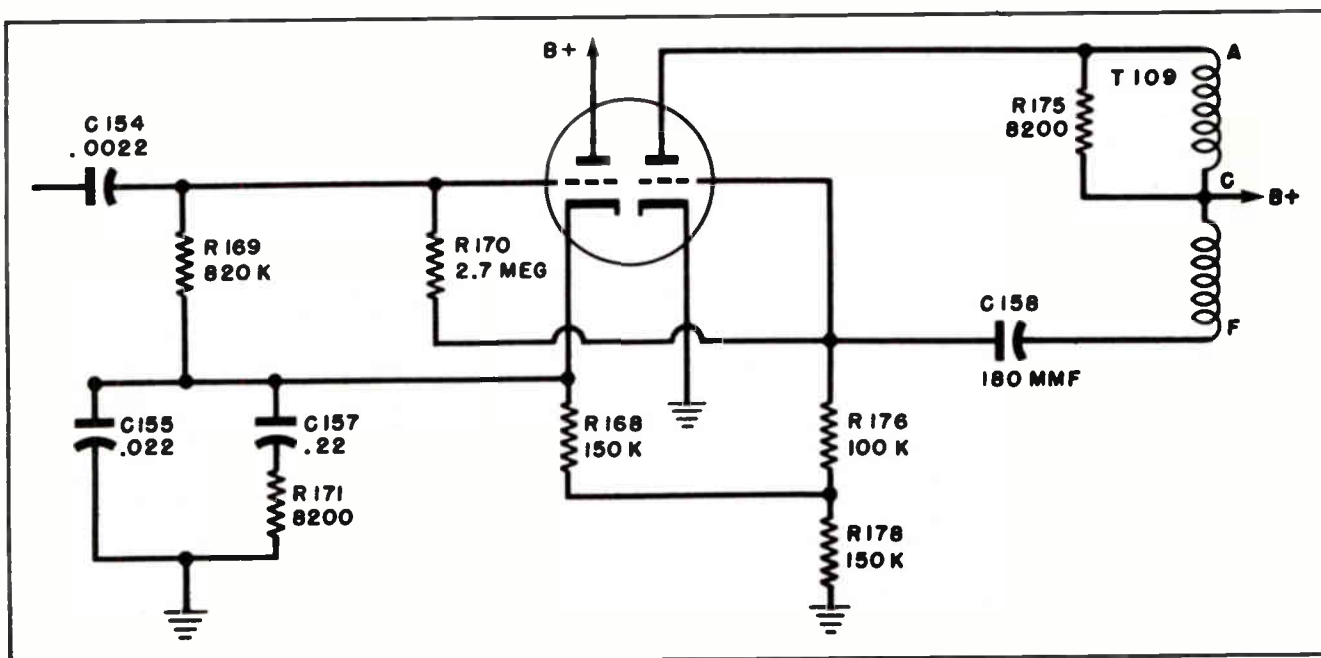 B+
A
T 109
R175
8200
C154
.0022
C
B+
R169
820 K
R170
2.7 MEG
C158
F
180 MMF
C155
.022
C157
.22
R168
150 K
R176
100 K
R171
8200
R178
150 K